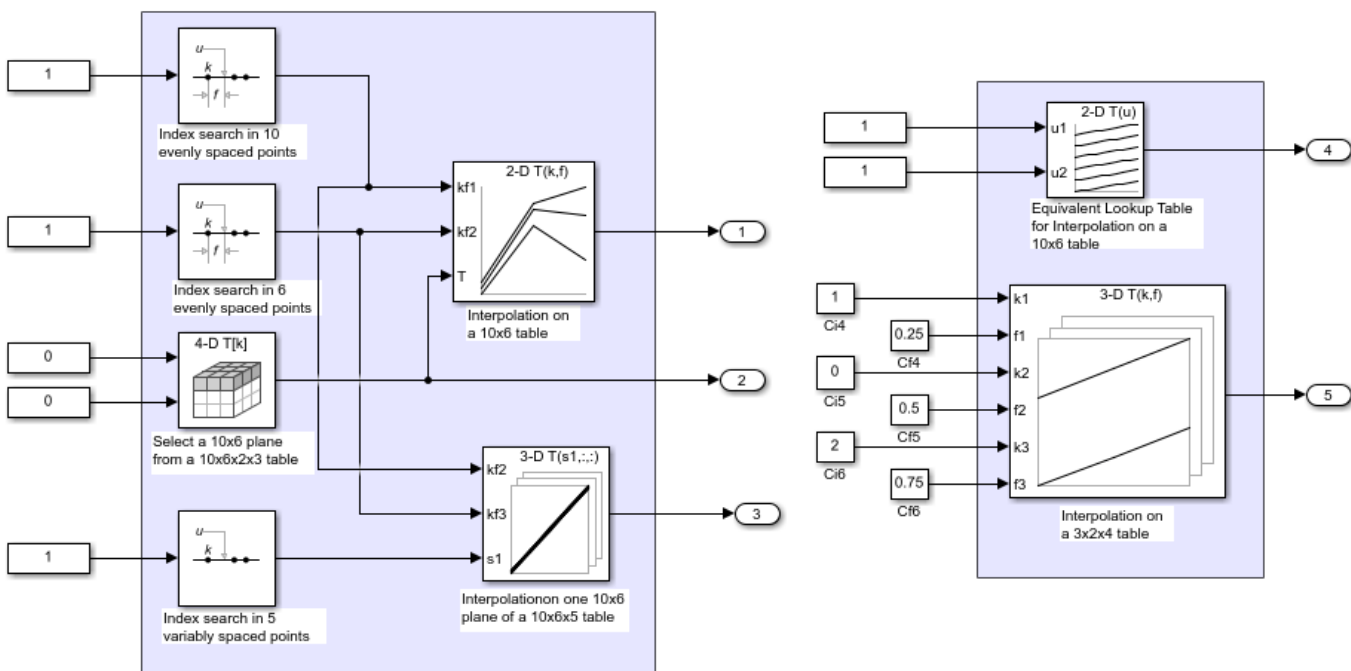 1
u
k
f
Index search in 10
evenly spaced points
1
u
k
f
Index search in 6
evenly spaced points
0
0
4-D T[k]
Select a 10x6 plane
from a 10x6x2x3 table
1
u
k
Index search in 5
variably spaced points
2-D T(k,f)
kf1
kf2
T
Interpolation on
a 10x6 table
1
2
3-D T(s1,:,:)
kf2
kf3
s1
Interpolationon one 10x6
plane of a 10x6x5 table
3
1
1
2-D T(u)
u1
u2
Equivalent Lookup Table
for Interpolation on a
10x6 table
4
1
Ci4
0.25
Cf4
0
Ci5
0.5
Cf5
2
Ci6
0.75
Cf6
3-D T(k,f)
k1
f1
k2
f2
k3
f3
Interpolation on
a 3x2x4 table
5